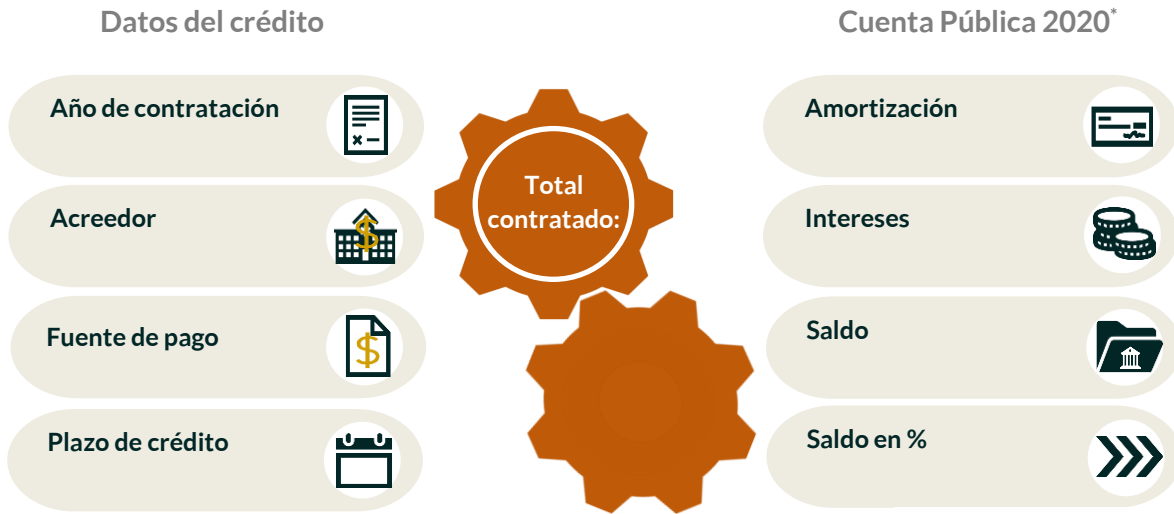 Datos del crédito
Cuenta Pública 2020*
Año de contratación
Acreedor
Fuente de pago
Plazo de crédito
Total
contratado:
Amortización
Intereses
Saldo
Saldo en %